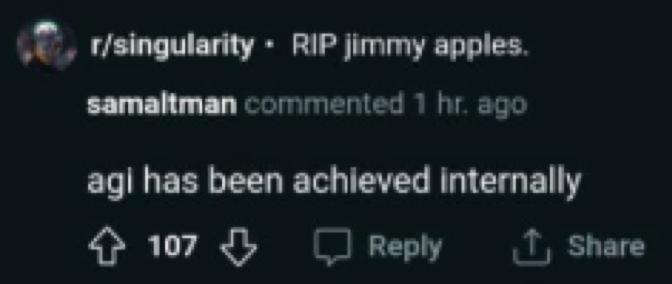 r/singularity • RIP jimmy apples.
samaltman commented 1 hr. ago
agi has been achieved internally
107 Reply Share